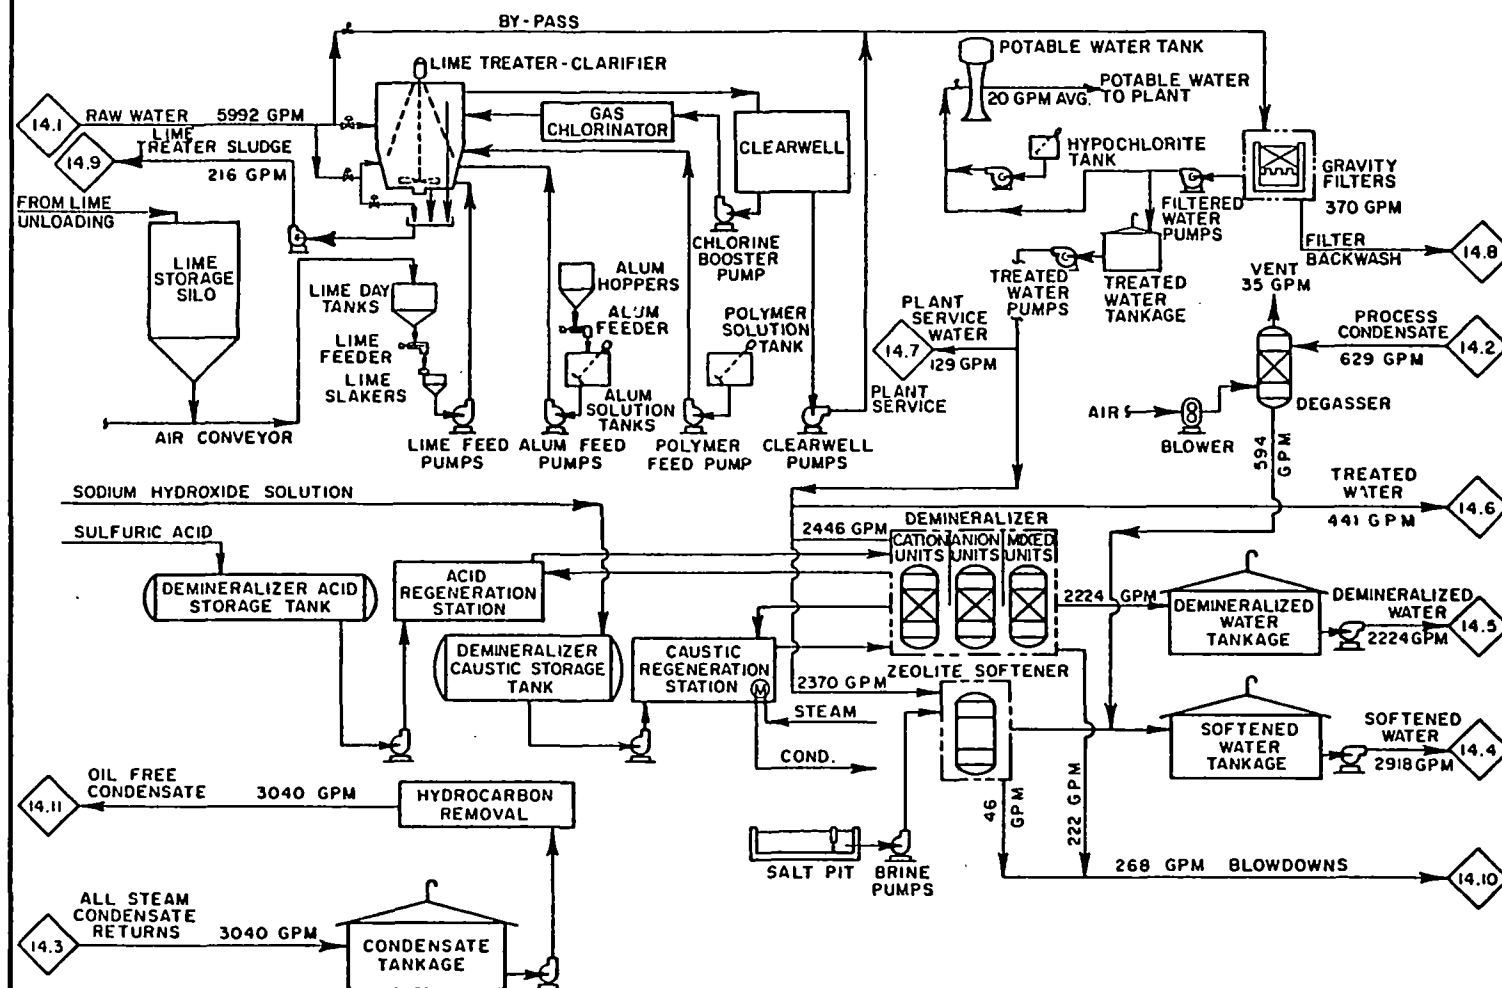 BY-PASS
LIME TREATER-CLARIFIER
14.1
RAW WATER 5992 GPM
LIME
TREATER SLUDGE
14.9
216 GPM
GAS
CHLORINATOR
CLEARWELL
CHLORINE
BOOSTER
PUMP
POTABLE WATER TANK
POTABLE WATER
TO PLANT
20 GPM AVG.
HYPOCHLORITE
TANK
GRAVITY
FILTERS
370 GPM
FILTERED
WATER
PUMPS
FILTER
BACKWASH
14.8
FROM LIME
UNLOADING
LIME
STORAGE
SILO
AIR CONVEYOR
LIME DAY
TANKS
LIME
FEEDER
LIME
SLAKERS
LIME FEED
PUMPS
ALUM
HOPPERS
ALUM
FEEDER
ALUM
SOLUTION
TANKS
ALUM FEED
PUMPS
POLYMER
SOLUTION
TANK
POLYMER
FEED PUMP
CLEARWELL
PUMPS
TREATED
WATER
PUMPS
TREATED
WATER
TANKAGE
PLANT
SERVICE
WATER
14.7
129 GPM
PLANT
SERVICE
VENT
35 GPM
PROCESS
CONDENSATE
14.2
629 GPM
DEGASSER
AIR
BLOWER
594
GPM
TREATED
WATER
14.6
441 GPM
SODIUM HYDROXIDE SOLUTION
SULFURIC ACID
DEMINERALIZER ACID
STORAGE TANK
ACID
REGENERATION
STATION
DEMINERALIZER
CAUSTIC STORAGE
TANK
CAUSTIC
REGENERATION
STATION
M
STEAM
COND.
2446 GPM
DEMINERALIZER
CATION
UNITS
ANION
UNITS
MIXED
UNITS
2224 GPM
DEMINERALIZED
WATER
TANKAGE
DEMINERALIZED
WATER
14.5
2224 GPM
ZEOLITE SOFTENER
2370 GPM
SOFTENED
WATER
TANKAGE
SOFTENED
WATER
14.4
2918 GPM
46
GPM
222 GPM
SALT PIT
BRINE
PUMPS
268 GPM BLOWDOWNS
14.10
OIL FREE
CONDENSATE
14.11
3040 GPM
HYDROCARBON
REMOVAL
ALL STEAM
CONDENSATE
RETURNS
14.3
3040 GPM
CONDENSATE
TANKAGE